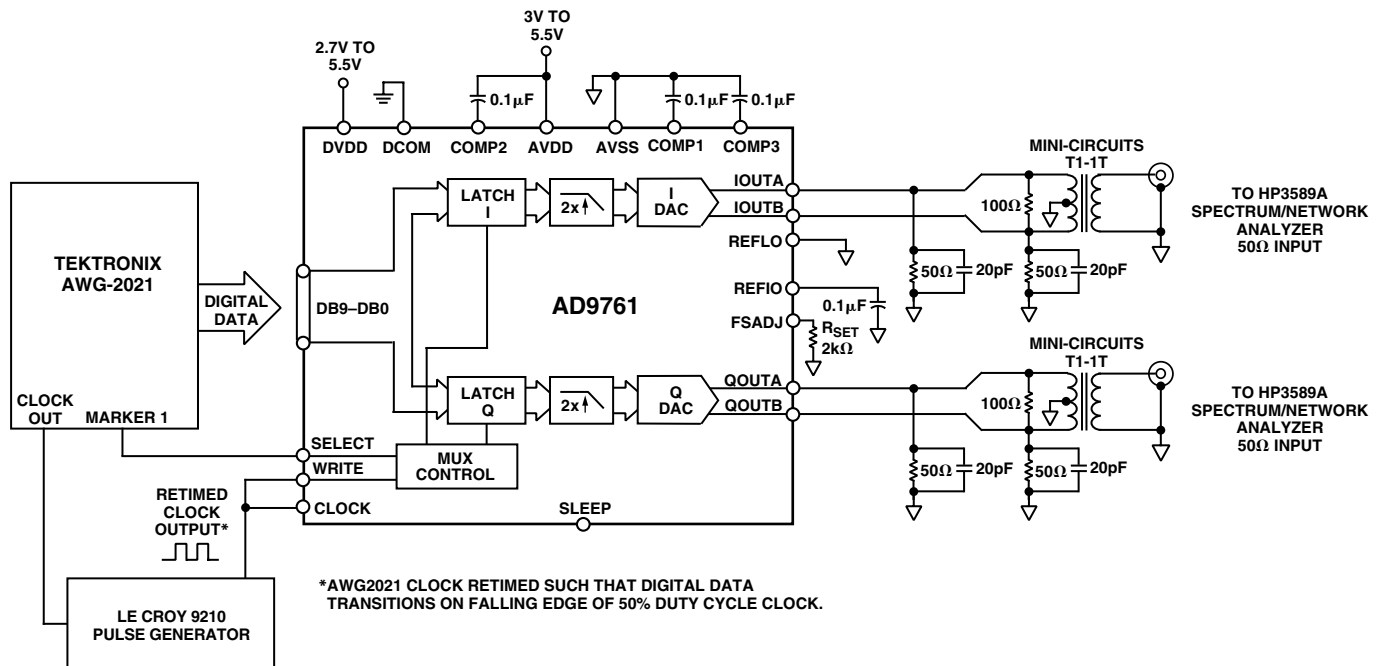 3V TO
5.5V
2.7V TO
5.5V
0.1µF
0.1µF
0.1µF
DVDD
DCOM
COMP2
AVDD
AVSS
COMP1
COMP3
MINI-CIRCUITS
T1-1T
LATCH
I
2x
I
DAC
IOUTA
IOUTB
100Ω
TO HP3589A
SPECTRUM/NETWORK
ANALYZER
50Ω INPUT
REFLO
TEKTRONIX
AWG-2021
DIGITAL
DATA
DB9–DB0
AD9761
50Ω
20pF
50Ω
20pF
REFIO
0.1µF
FSADJ
RSET
2kΩ
MINI-CIRCUITS
T1-1T
LATCH
Q
2x
Q
DAC
QOUTA
QOUTB
100Ω
TO HP3589A
SPECTRUM/NETWORK
ANALYZER
50Ω INPUT
CLOCK
OUT
MARKER 1
SELECT
WRITE
MUX
CONTROL
50Ω
20pF
50Ω
20pF
RETIMED
CLOCK
OUTPUT*
CLOCK
SLEEP
*AWG2021 CLOCK RETIMED SUCH THAT DIGITAL DATA
TRANSITIONS ON FALLING EDGE OF 50% DUTY CYCLE CLOCK.
LE CROY 9210
PULSE GENERATOR